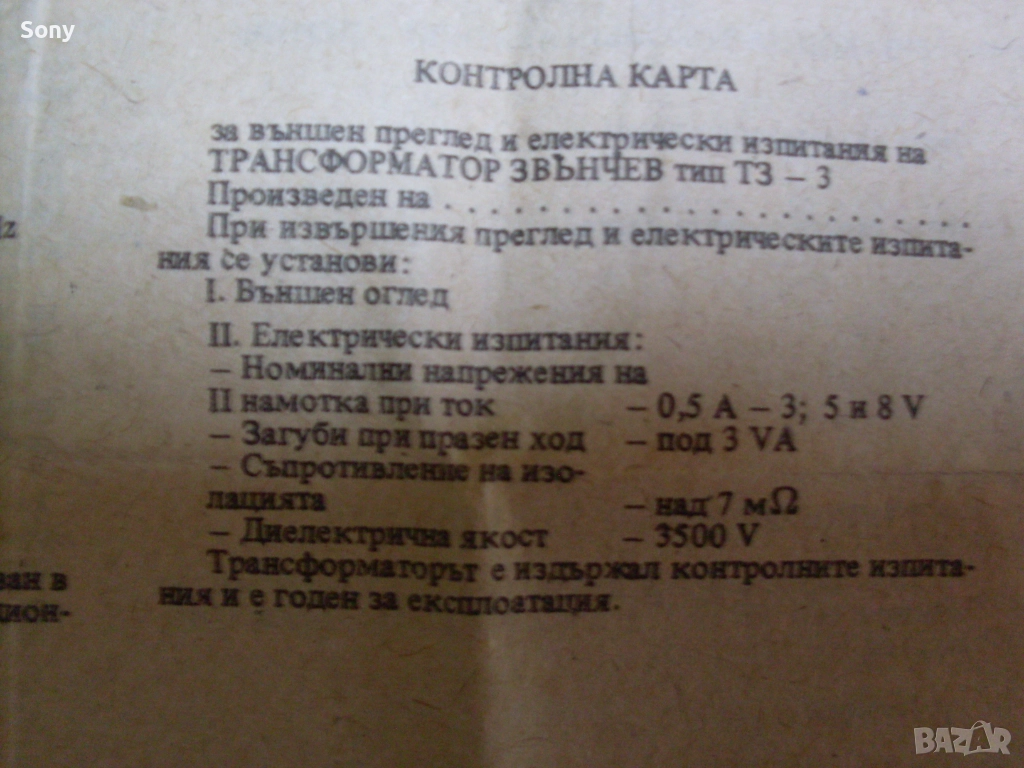 Sony
КОНТРОЛНА КАРТА
за външен преглед и електрически изпитания на
ТРАНСФОРМАТОР ЗВЪНЧЕВ тип ТЗ – 3
Произведен на . . . . . . . . . . . . . . . . . . . . . . .
При извършения преглед и електрическите изпита-
ния се установи:
I. Външен оглед
II. Електрически изпитания:
– Номинални напрежения на
II намотка при ток – 0,5 А – 3; 5 и 8 V
– Загуби при празен ход – под 3 VA
– Съпротивление на изо-
лацията – над 7 мΩ
– Диелектрична якост – 3500 V
Трансформаторът е издържал контролните изпита-
ния и е годен за експлоатация.
lz
ван в
цион-
BAZAR